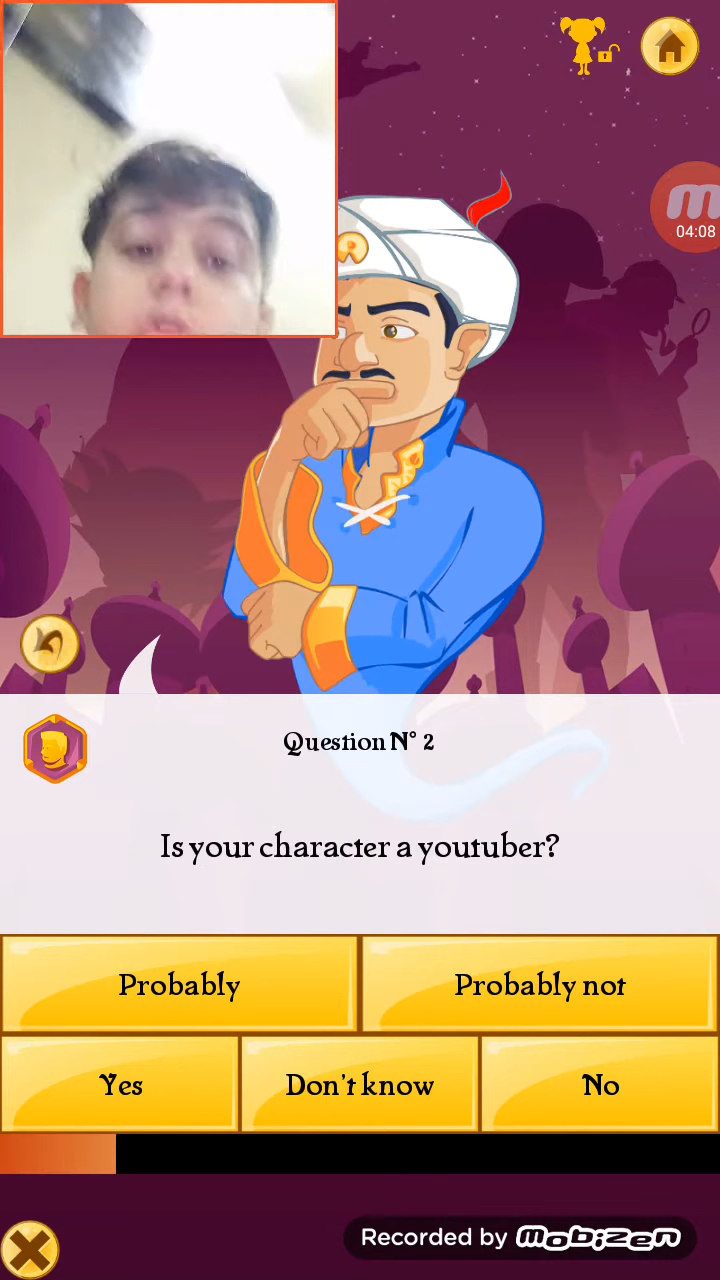 04:08
Question N° 2
Is your character a youtuber?
Probably
Probably not
Yes
Don't know
No
Recorded by mobizen